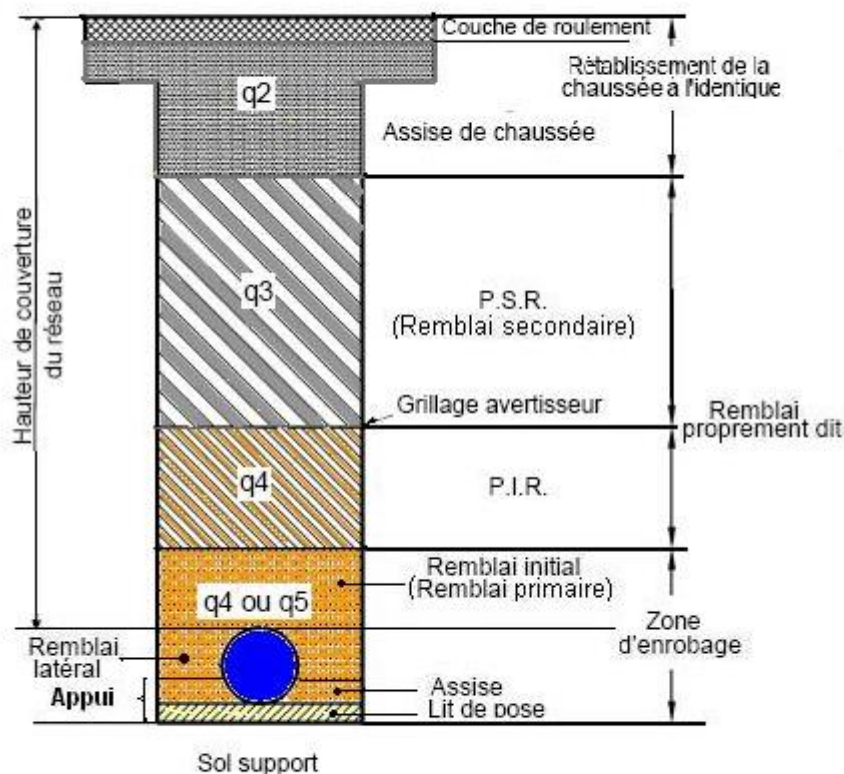 Couche de roulement
Rètablissement de la
chaussée à l'identique
q2
Assise de chaussée
Hauteur de couverture
du réseau
q3
P.S.R.
(Remblai secondaire)
Grillage avertisseur
Remblai
proprement dit
q4
P.I.R.
Remblai initial
(Remblai primaire)
q4 ou q5
Zone
d'enrobage
Remblai
latéral
Appui
Assise
Lit de pose
Sol support